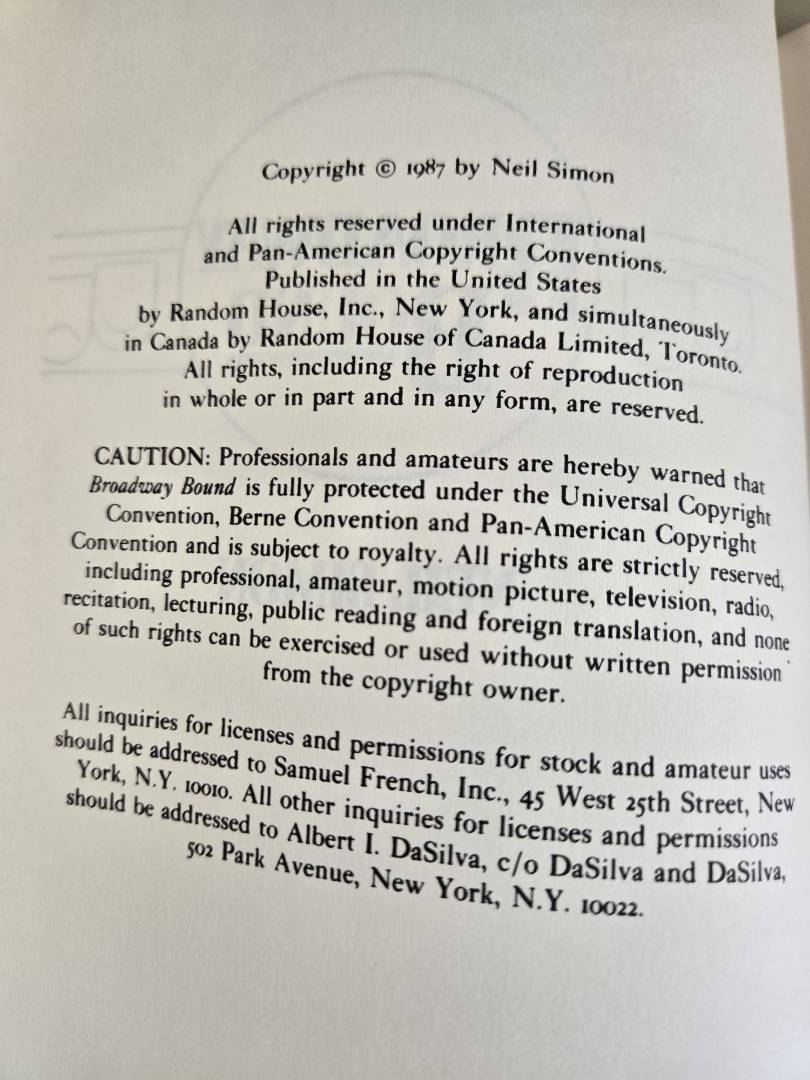 Copyright © 1987 by Neil Simon
All rights reserved under International
and Pan-American Copyright Conventions.
Published in the United States
by Random House, Inc., New York, and simultaneously
in Canada by Random House of Canada Limited, Toronto.
All rights, including the right of reproduction
in whole or in part and in any form, are reserved.
CAUTION: Professionals and amateurs are hereby warned that
Broadway Bound is fully protected under the Universal Copyright
Convention, Berne Convention and Pan-American Copyright
Convention and is subject to royalty. All rights are strictly reserved,
including professional, amateur, motion picture, television, radio,
recitation, lecturing, public reading and foreign translation, and none
of such rights can be exercised or used without written permission
from the copyright owner.
All inquiries for licenses and permissions for stock and amateur uses
should be addressed to Samuel French, Inc., 45 West 25th Street, New
York, N.Y. 10010. All other inquiries for licenses and permissions
should be addressed to Albert I. DaSilva, c/o DaSilva and DaSilva,
502 Park Avenue, New York, N.Y. 10022.